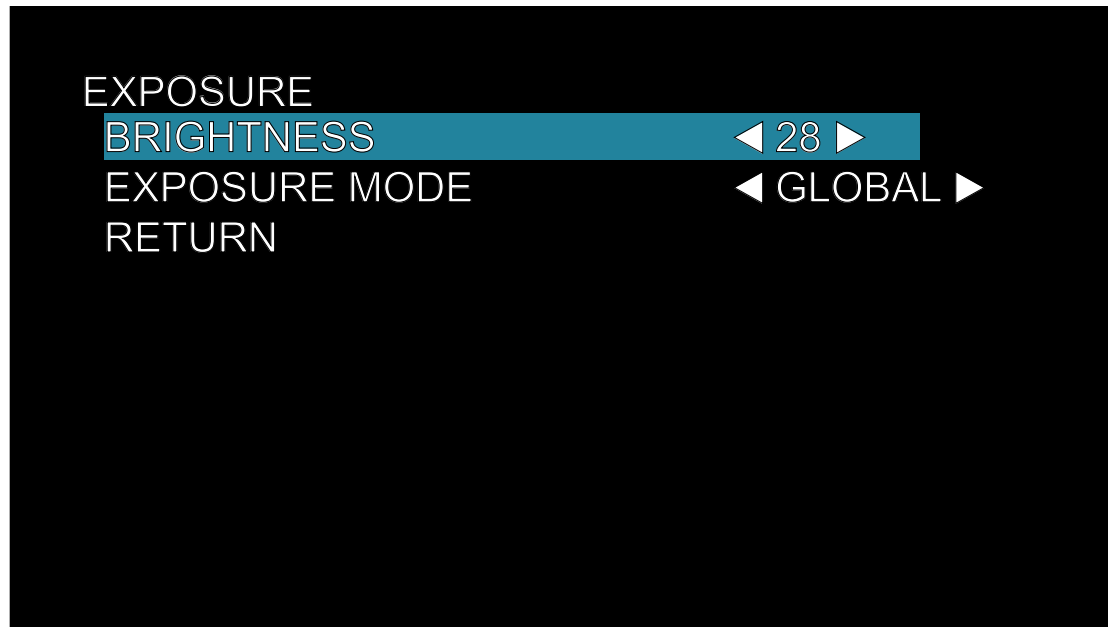 EXPOSURE
BRIGHTNESS ◀ 28 ▶
EXPOSURE MODE ◀ GLOBAL ▶
RETURN